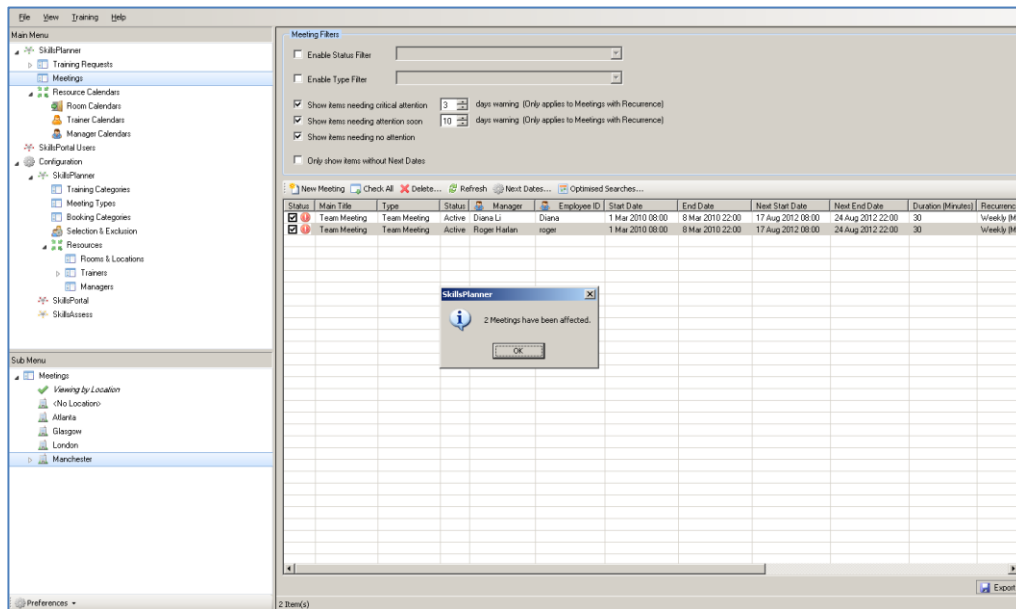 File View Training Help
Main Menu
SkillsPlanner
Training Requests
Meetings
Resource Calendars
Room Calendars
Trainer Calendars
Manager Calendars
SkillsPortal Users
Configuration
SkillsPlanner
Training Categories
Meeting Types
Booking Categories
Selection & Exclusion
Resources
Rooms & Locations
Trainers
Managers
SkillsPortal
SkillsAssess
Sub Menu
Meetings
Viewing by Location
<No Location>
Atlanta
Glasgow
London
Manchester
Preferences
Meeting Filters
Enable Status Filter
Enable Type Filter
Show items needing critical attention 3 days warning (Only applies to Meetings with Recurrence)
Show items needing attention soon 10 days warning (Only applies to Meetings with Recurrence)
Show items needing no attention
Only show items without Next Dates
New Meeting Check All Delete... Refresh Next Dates... Optimised Searches...
Status Main Title Type Status Manager Employee ID Start Date End Date Next Start Date Next End Date Duration (Minutes) Recurrenc
Team Meeting Team Meeting Active Diana Li Diana 1 Mar 2010 08:00 8 Mar 2010 22:00 17 Aug 2012 08:00 24 Aug 2012 22:00 30 Weekly (M
Team Meeting Team Meeting Active Roger Harlan roger 1 Mar 2010 08:00 8 Mar 2010 22:00 17 Aug 2012 08:00 24 Aug 2012 22:00 30 Weekly (M
SkillsPlanner
2 Meetings have been affected.
OK
Export
2 Item(s)